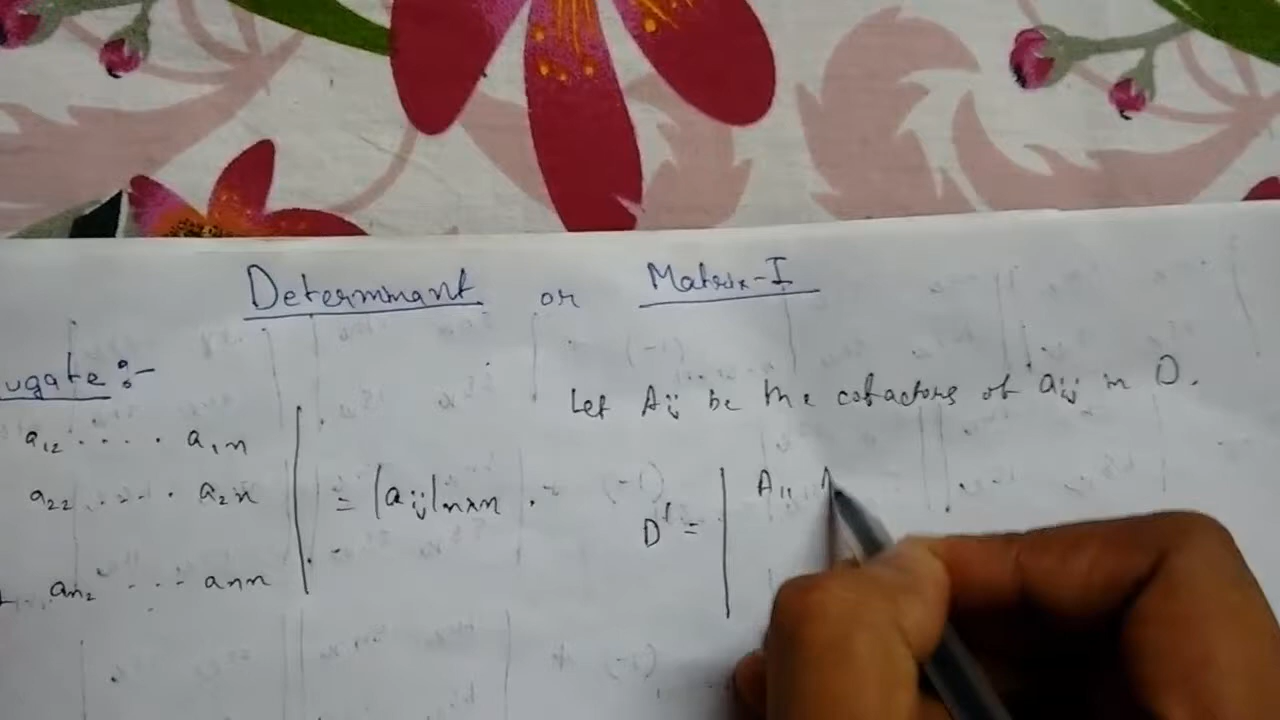 Determinant or Matrix-I
ugate :-
Let Aij be the cofactors of aij in D.
a12 .... a1n
a22 .... a2n = |aij|nxn .
an2 ... ann
D' = | A11